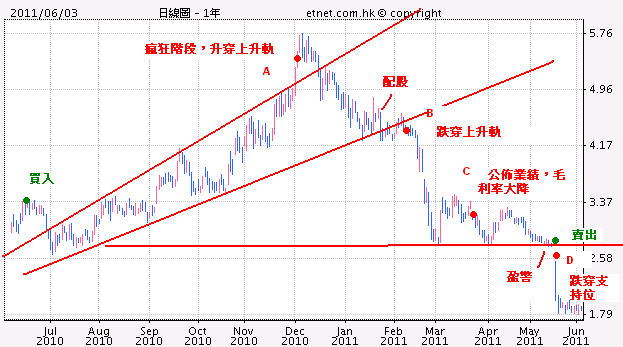 2011/06/03 日線圖 - 1年 etnet.com.hk © copyright
瘋狂階段，升穿上升軌
A
配股
B
跌穿上升軌
C
公佈業績，毛
利率大降
買入
賣出
盈警
D
跌穿支
持位
5.76
4.96
4.17
3.37
2.58
1.79
Jul Aug Sep Oct Nov Dec Jan Feb Mar Apr May Jun
2010 2010 2010 2010 2010 2010 2011 2011 2011 2011 2011 2011